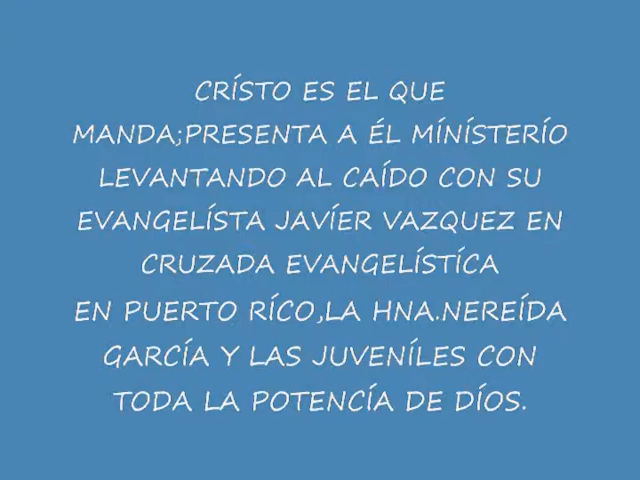 CRÍSTO ES EL QUE
MANDA;PRESENTA A ÉL MÍNÍSTERÍO
LEVANTANDO AL CAÍDO CON SU
EVANGELÍSTA JAVÍER VAZQUEZ EN
CRUZADA EVANGELÍSTÍCA
EN PUERTO RÍCO,LA HNA.NEREÍDA
GARCÍA Y LAS JUVENÍLES CON
TODA LA POTENCÍA DE DÍOS.